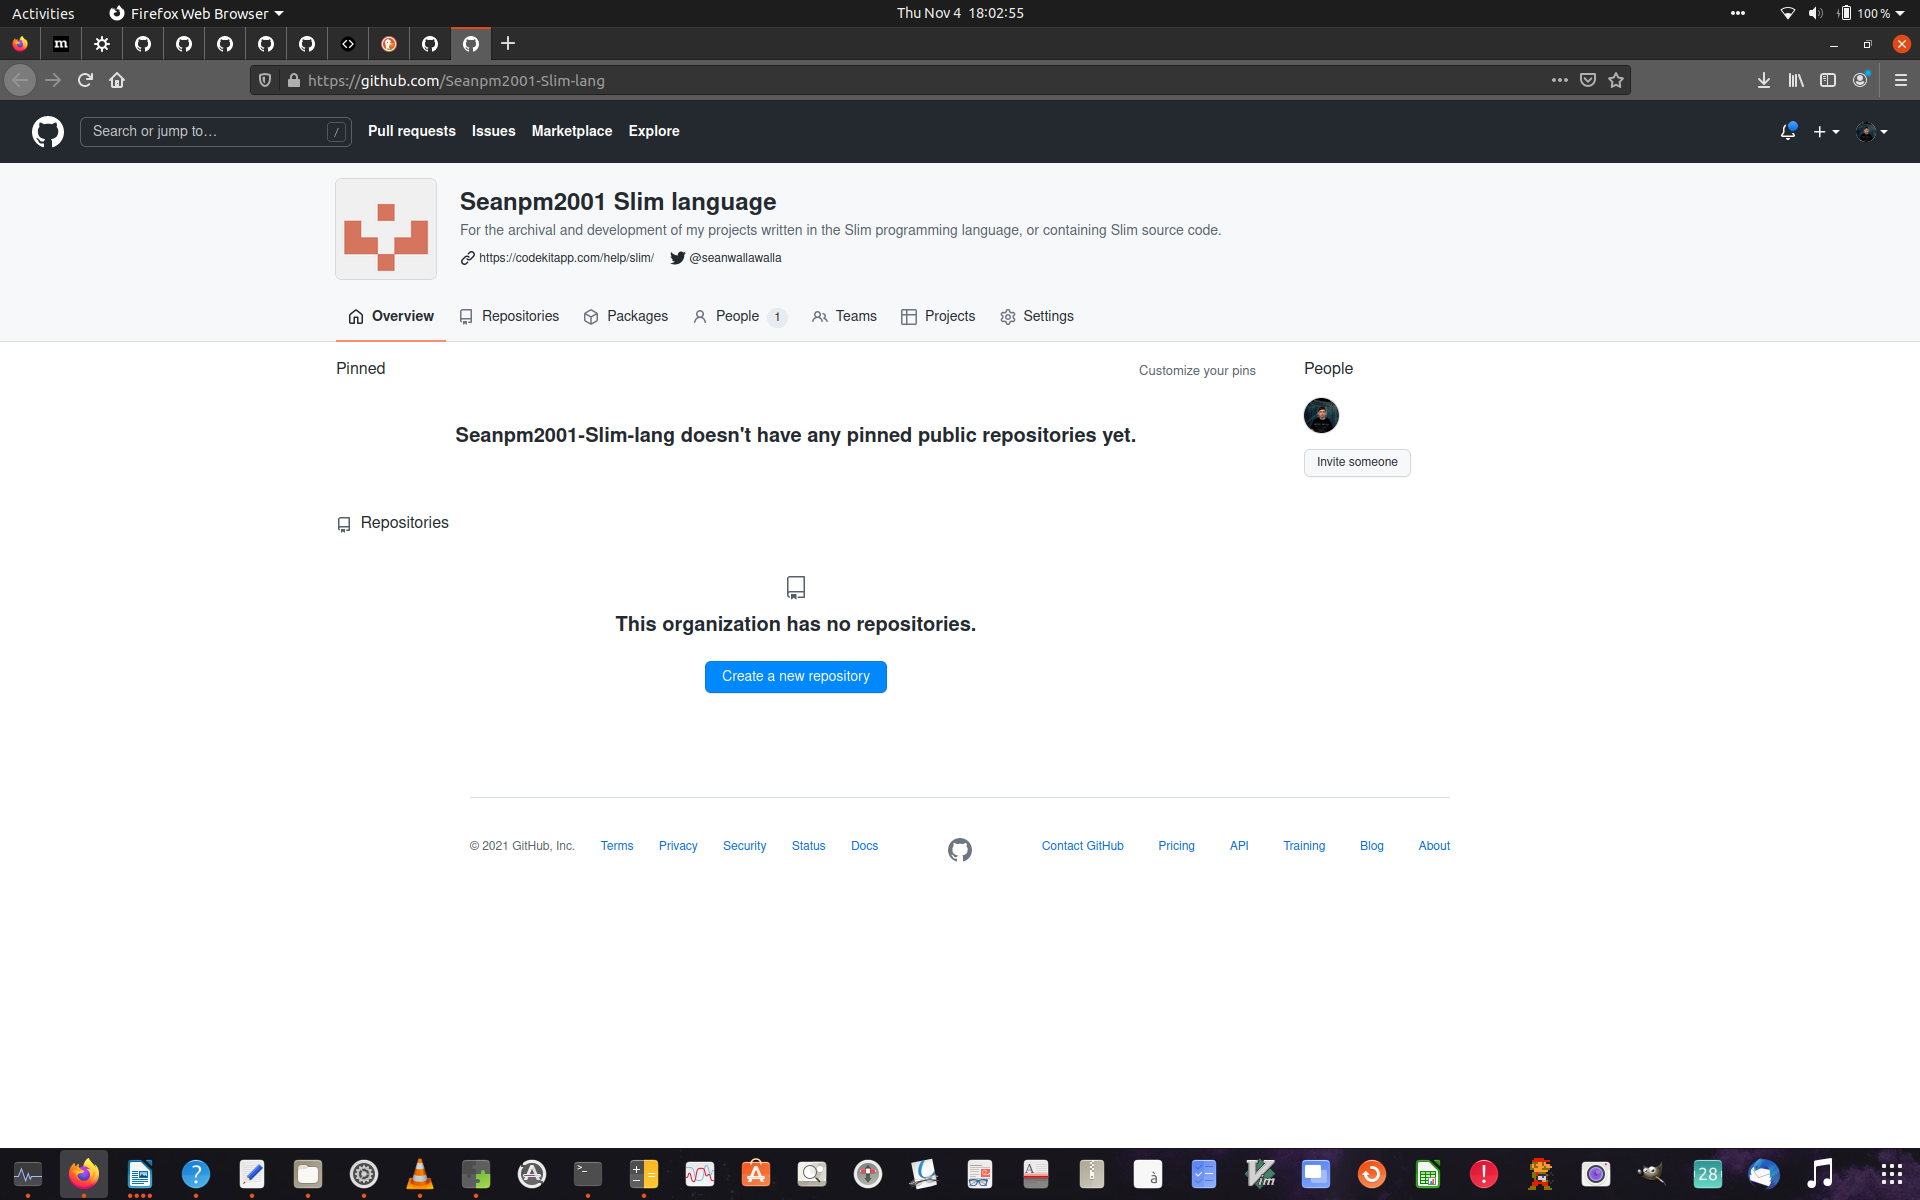 Activities
Firefox Web Browser
Thu Nov 4 18:02:55
100 %
m
https://github.com/Seanpm2001-Slim-lang
Search or jump to…
/
Pull requests
Issues
Marketplace
Explore
Seanpm2001 Slim language
For the archival and development of my projects written in the Slim programming language, or containing Slim source code.
https://codekitapp.com/help/slim/
@seanwallawalla
Overview
Repositories
Packages
People 1
Teams
Projects
Settings
Pinned
Customize your pins
People
Seanpm2001-Slim-lang doesn't have any pinned public repositories yet.
Invite someone
Repositories
This organization has no repositories.
Create a new repository
© 2021 GitHub, Inc.
Terms
Privacy
Security
Status
Docs
Contact GitHub
Pricing
API
Training
Blog
About
28